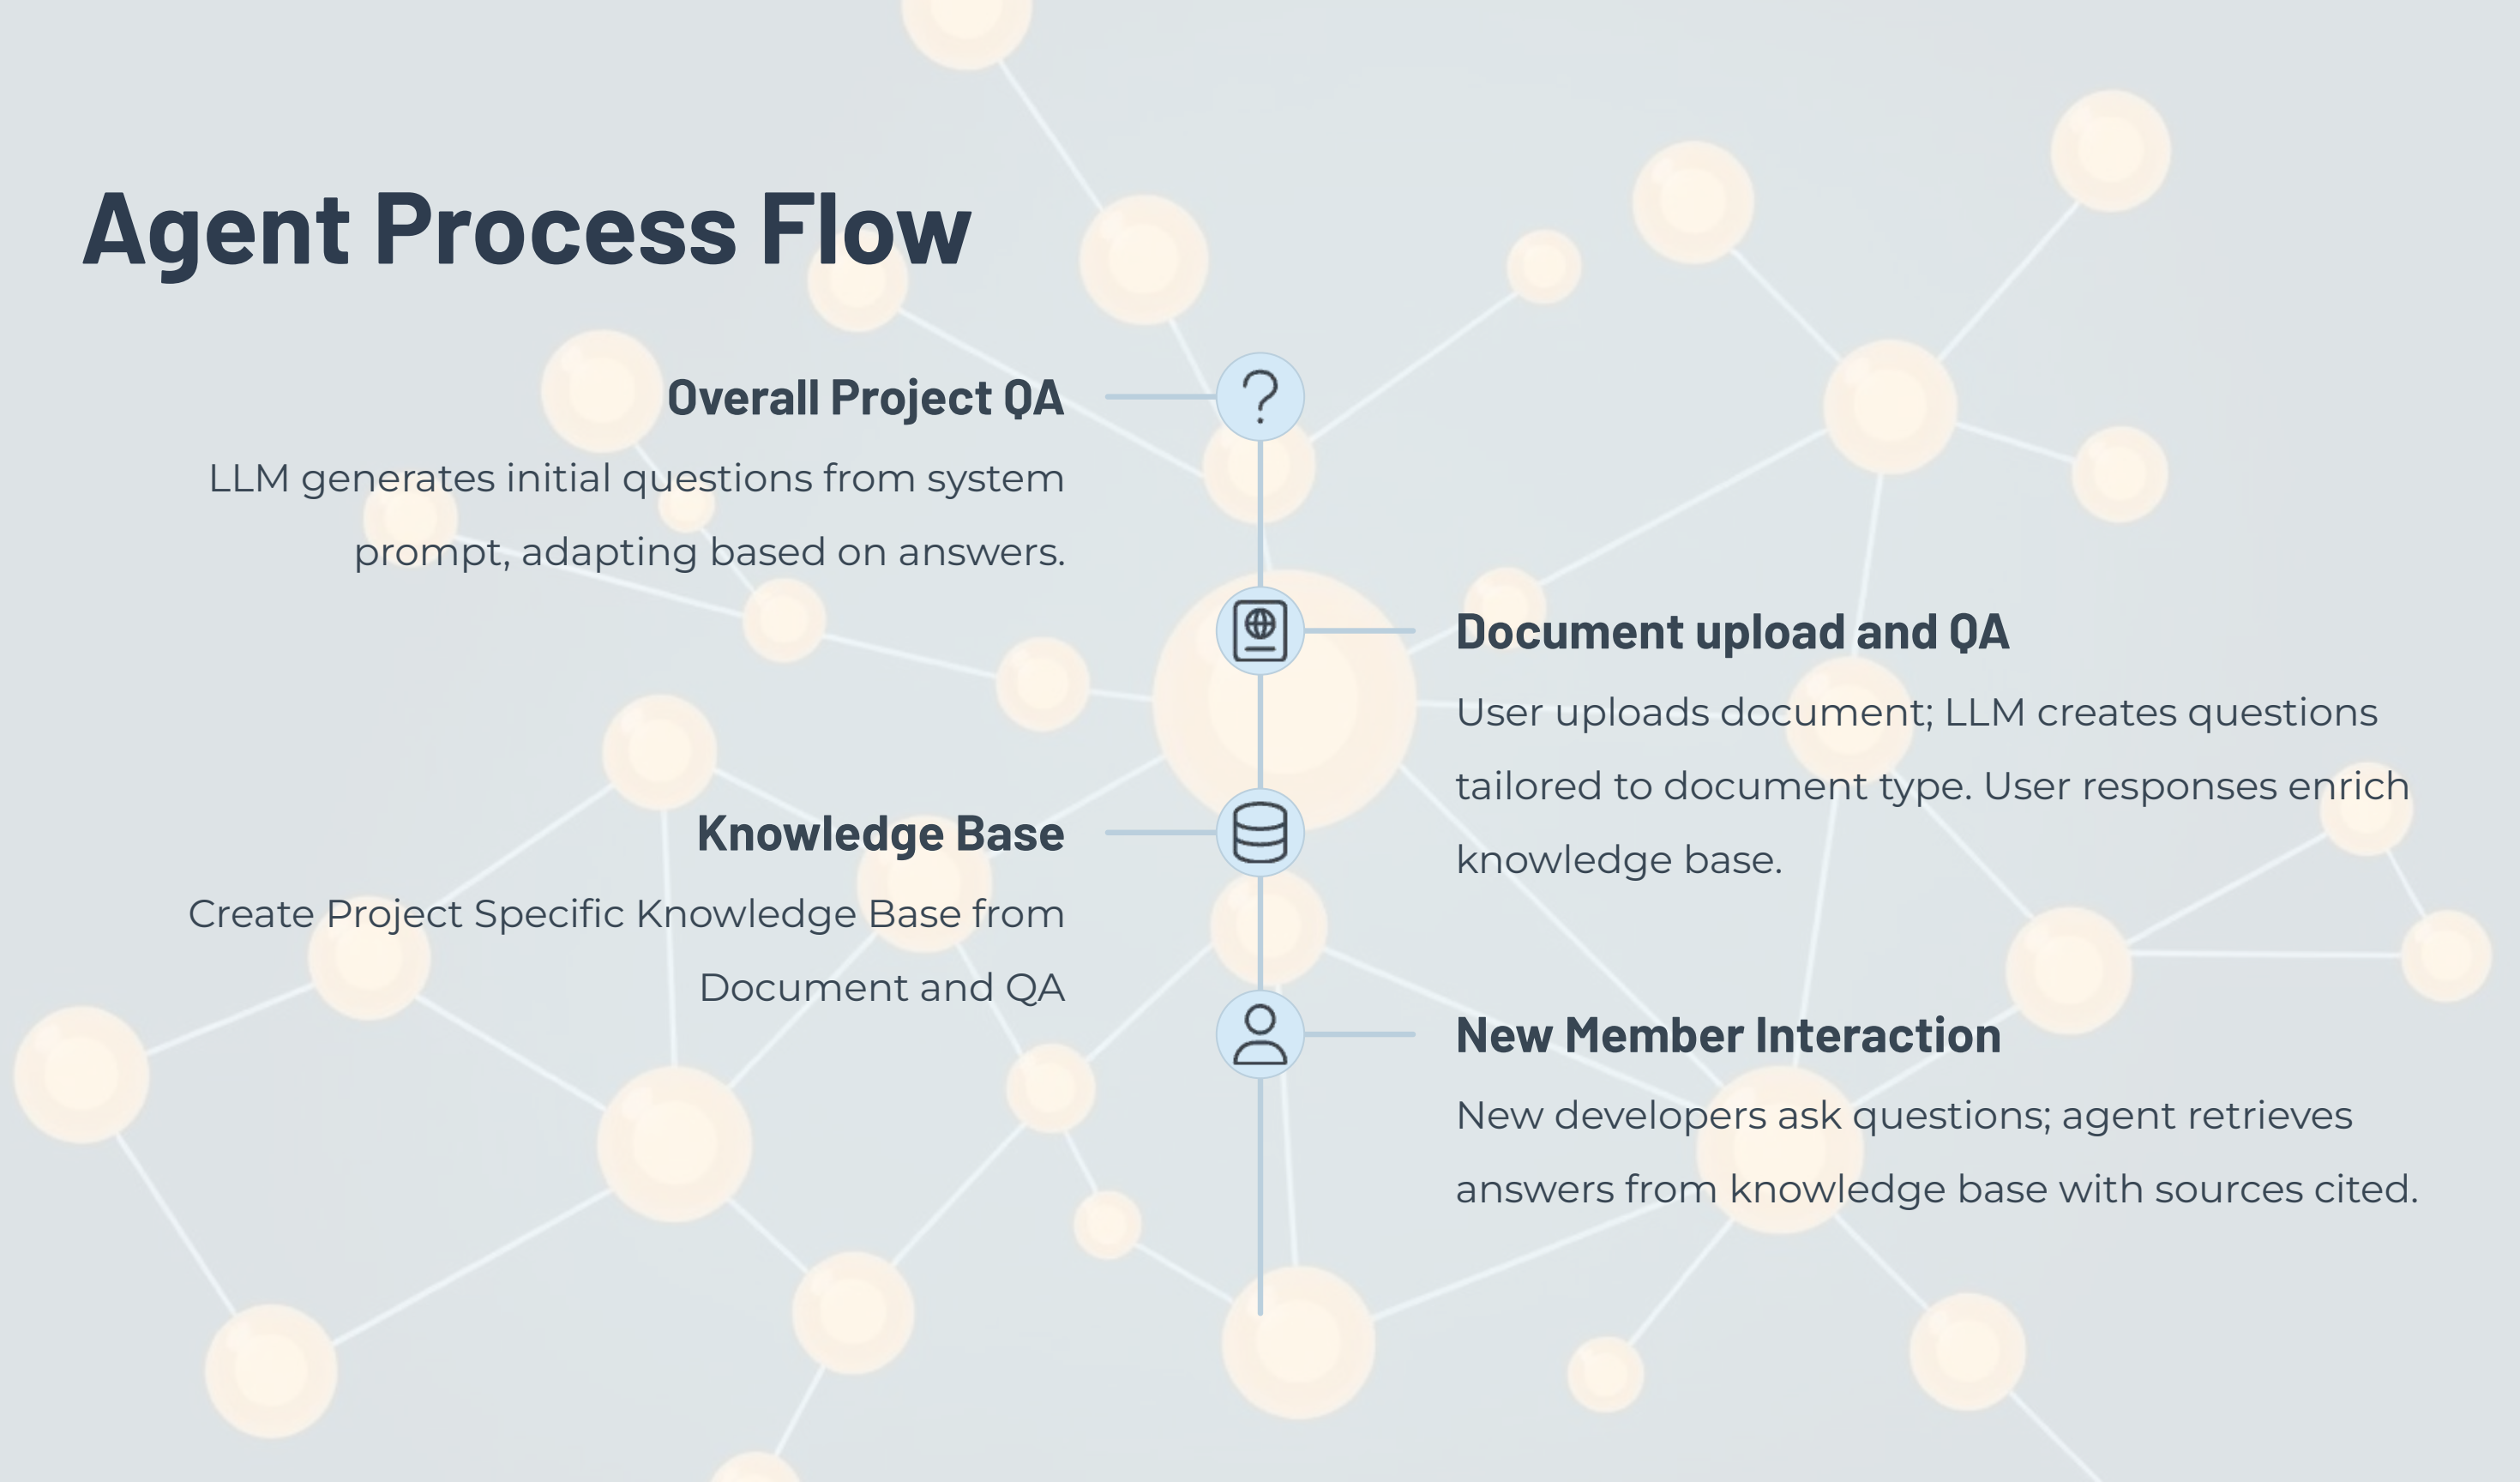 Agent Process Flow
Overall Project QA
LLM generates initial questions from system
prompt, adapting based on answers.
Document upload and QA
User uploads document; LLM creates questions
tailored to document type. User responses enrich
knowledge base.
Knowledge Base
Create Project Specific Knowledge Base from
Document and QA
New Member Interaction
New developers ask questions; agent retrieves
answers from knowledge base with sources cited.